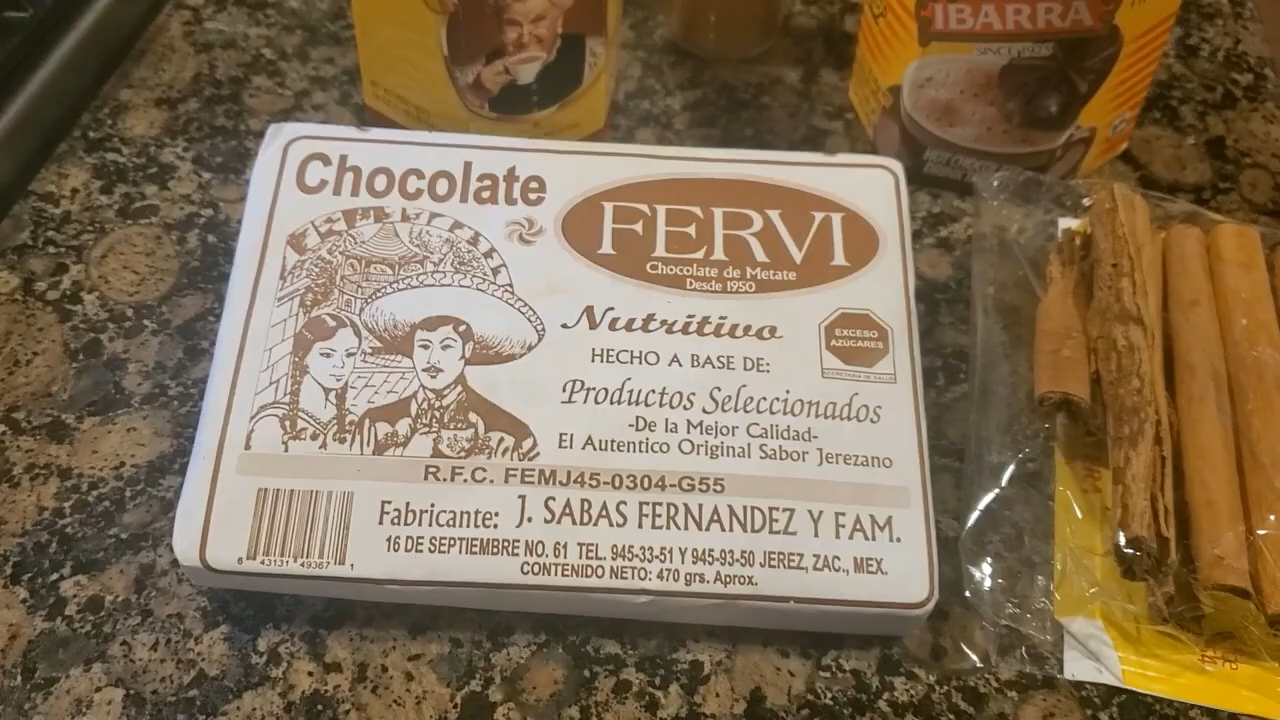 IBARRA
SINCE 1925
Chocolate
FERVI
Chocolate de Metate
Desde 1950
Nutritivo
HECHO A BASE DE:
EXCESO
AZÚCARES
SECRETARÍA DE SALUD
Productos Seleccionados
-De la Mejor Calidad-
El Autentico Original Sabor Jerezano
R.F.C. FEMJ45-0304-G55
Fabricante: J. SABAS FERNANDEZ Y FAM.
16 DE SEPTIEMBRE NO. 61 TEL. 945-33-51 Y 945-93-50 JEREZ, ZAC., MEX.
CONTENIDO NETO: 470 grs. Aprox.
6 43131 49367 1